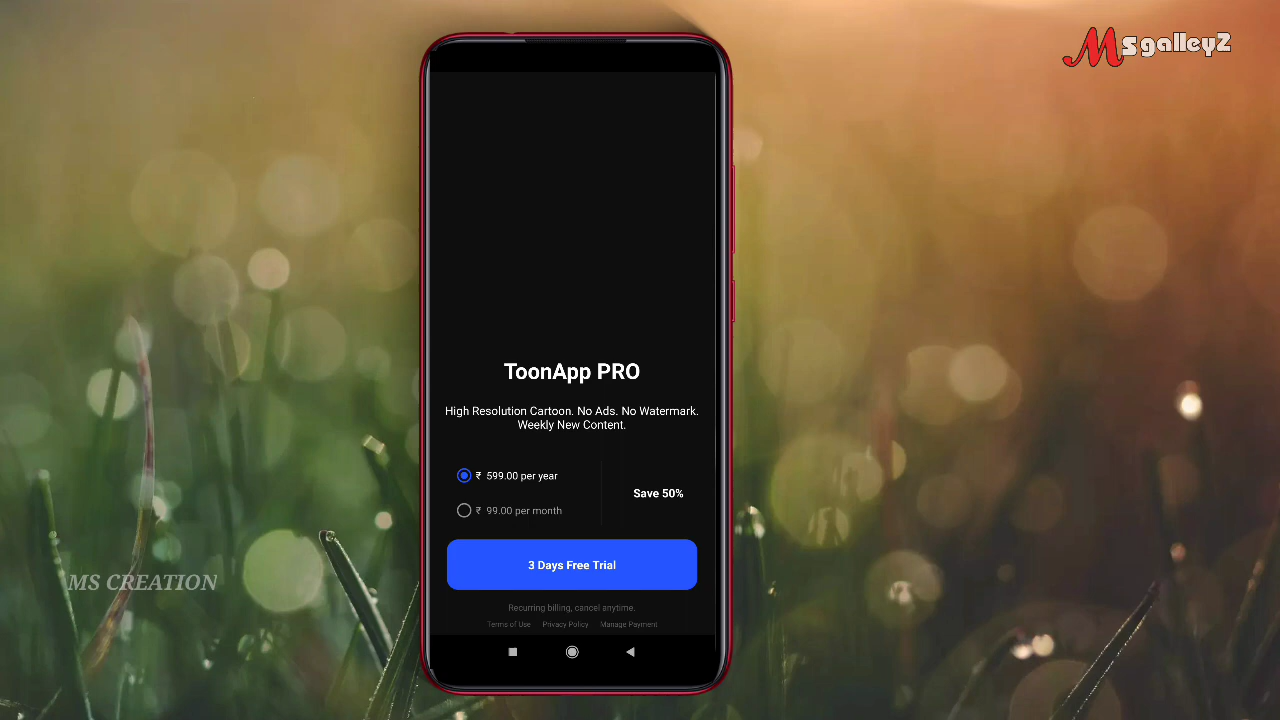 Ms galleyZ
ToonApp PRO
High Resolution Cartoon. No Ads. No Watermark.
Weekly New Content.
₹ 599.00 per year
Save 50%
₹ 99.00 per month
3 Days Free Trial
Recurring billing, cancel anytime.
Terms of Use Privacy Policy Manage Payment
MS CREATION